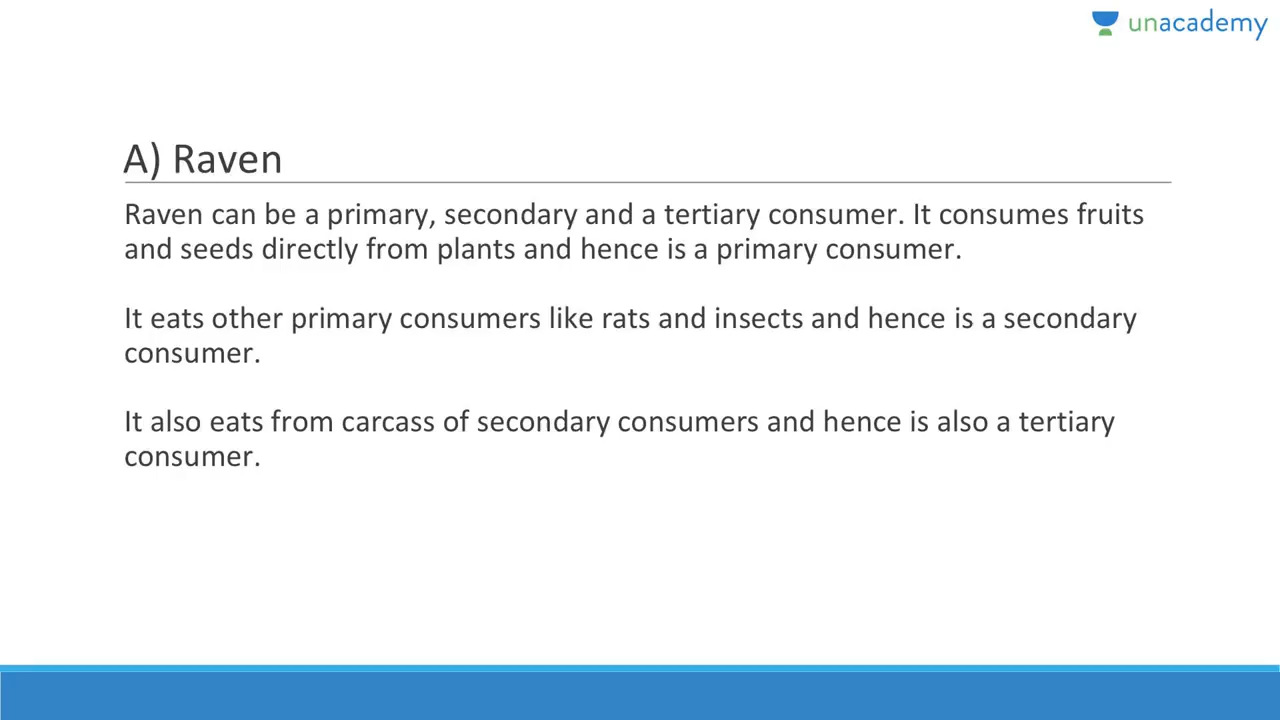 unacademy
A) Raven
Raven can be a primary, secondary and a tertiary consumer. It consumes fruits
and seeds directly from plants and hence is a primary consumer.
It eats other primary consumers like rats and insects and hence is a secondary
consumer.
It also eats from carcass of secondary consumers and hence is also a tertiary
consumer.